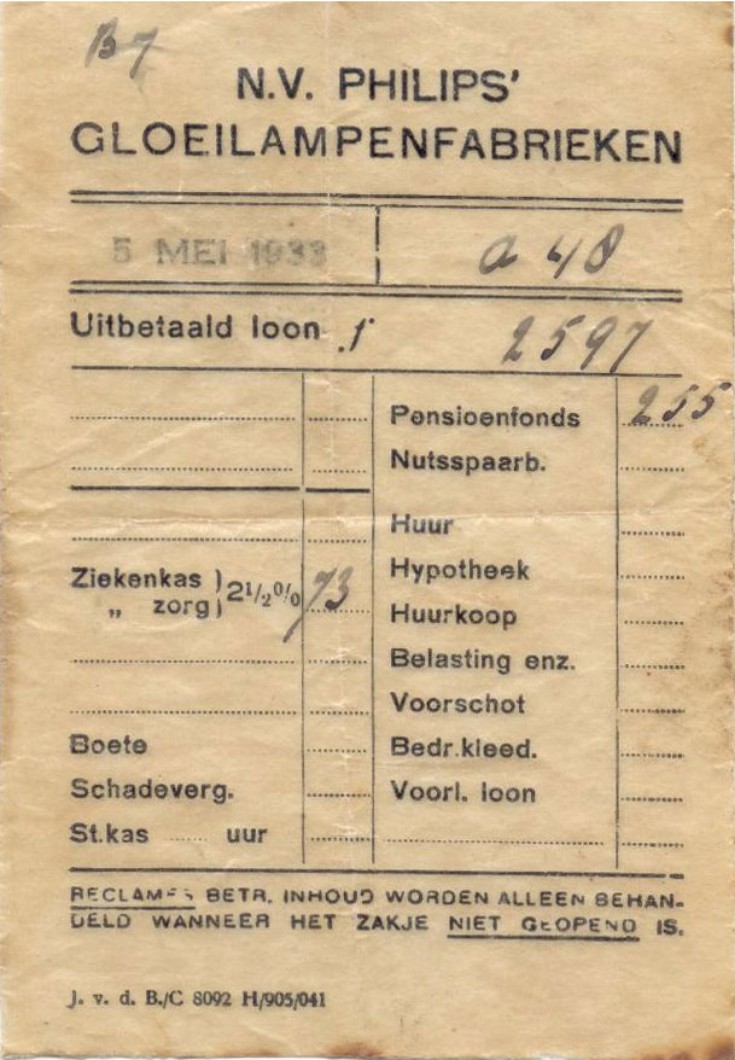 B 7
N.V. PHILIPS'
GLOEILAMPENFABRIEKEN
5 MEI 1933
a 48
Uitbetaald loon f 2597
Pensioenfonds 255
Nutsspaarb.
Huur
Ziekenkas ) 2½% 73
„ zorg )
Hypotheek
Huurkoop
Belasting enz.
Voorschot
Boete
Bedr.kleed.
Schadeverg.
Voorl. loon
St.kas ...... uur
RECLAMES BETR. INHOUD WORDEN ALLEEN BEHAN-
DELD WANNEER HET ZAKJE NIET GEOPEND IS.
J. v. d. B./C 8092 H/905/041